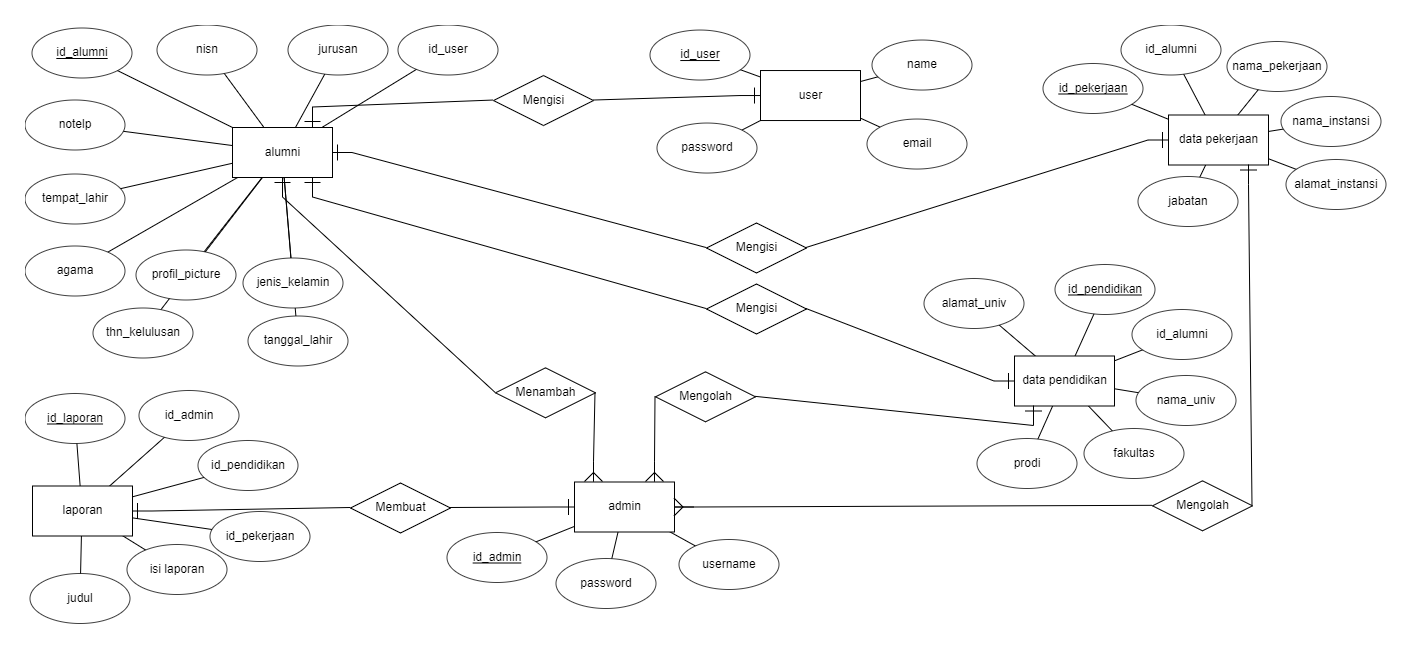 id_alumni
nisn
jurusan
id_user
id_user
name
id_alumni
nama_pekerjaan
id_pekerjaan
Mengisi
user
notelp
nama_instansi
alumni
password
email
data pekerjaan
tempat_lahir
alamat_instansi
jabatan
Mengisi
agama
profil_picture
jenis_kelamin
thn_kelulusan
tanggal_lahir
Mengisi
alamat_univ
id_pendidikan
id_alumni
data pendidikan
Menambah
Mengolah
nama_univ
id_laporan
id_admin
id_pendidikan
prodi
fakultas
laporan
Membuat
admin
Mengolah
id_pekerjaan
isi laporan
judul
id_admin
password
username